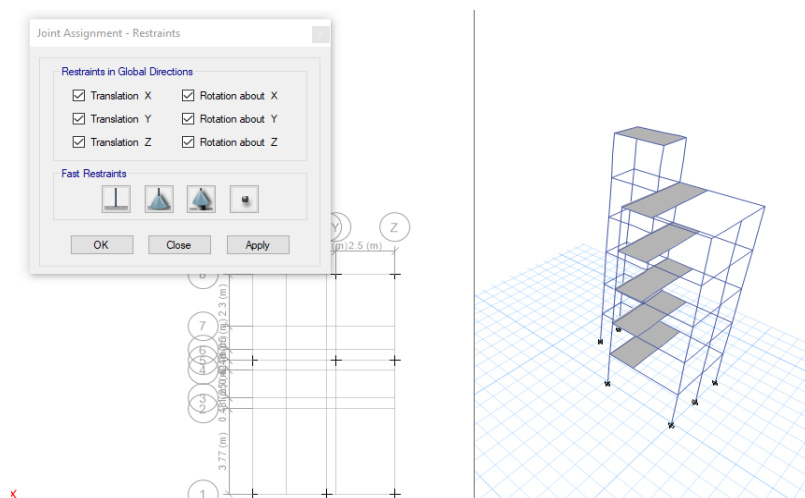 Joint Assignment - Restraints
x
Restraints in Global Directions
Translation X
Rotation about X
Translation Y
Rotation about Y
Translation Z
Rotation about Z
Fast Restraints
OK
Close
Apply
Y
Z
(m)2.5 (m)
8
2.3 (m)
7
6
5
4
3
2
3.77 (m)
1
X